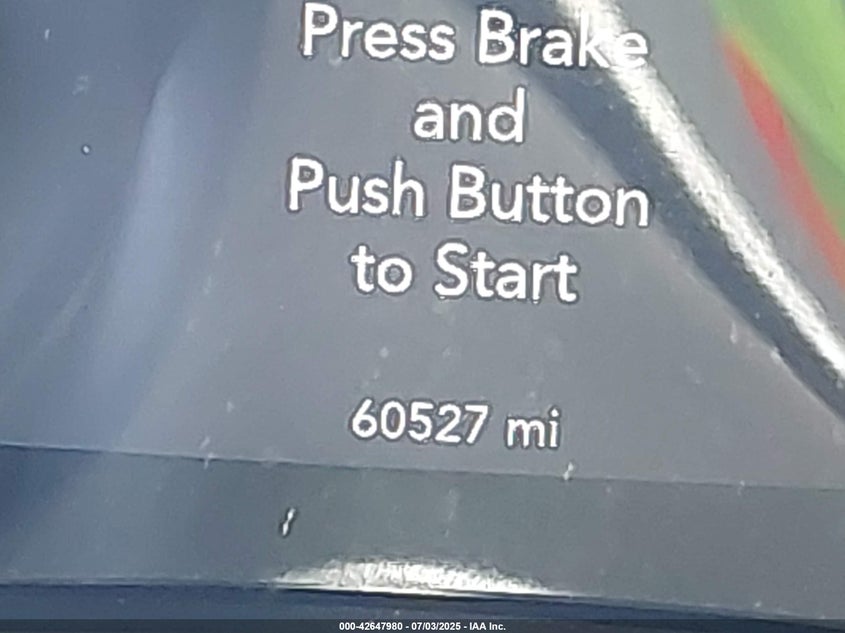 Press Brake
and
Push Button
to Start
60527 mi
000-42647980 - 07/03/2025 - IAA Inc.